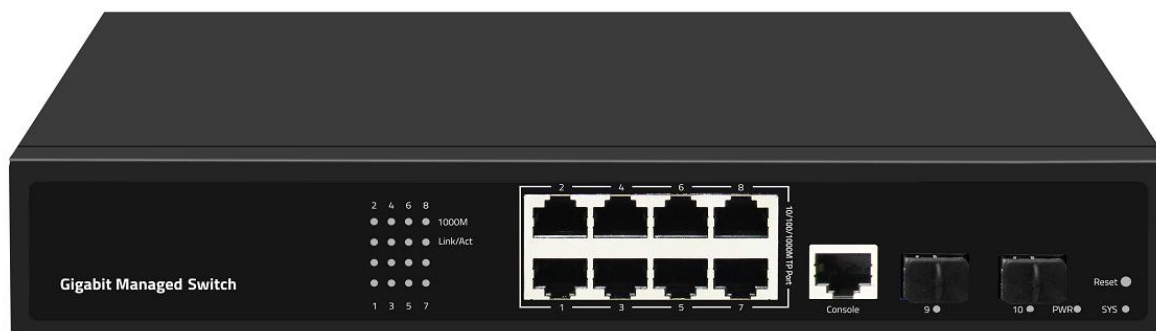 2 4 6 8
1000M
Link/Act
1 3 5 7
Gigabit Managed Switch
2 4 6 8
1 3 5 7
10/100/1000M TP Port
Console
9
10
PWR
SYS
Reset